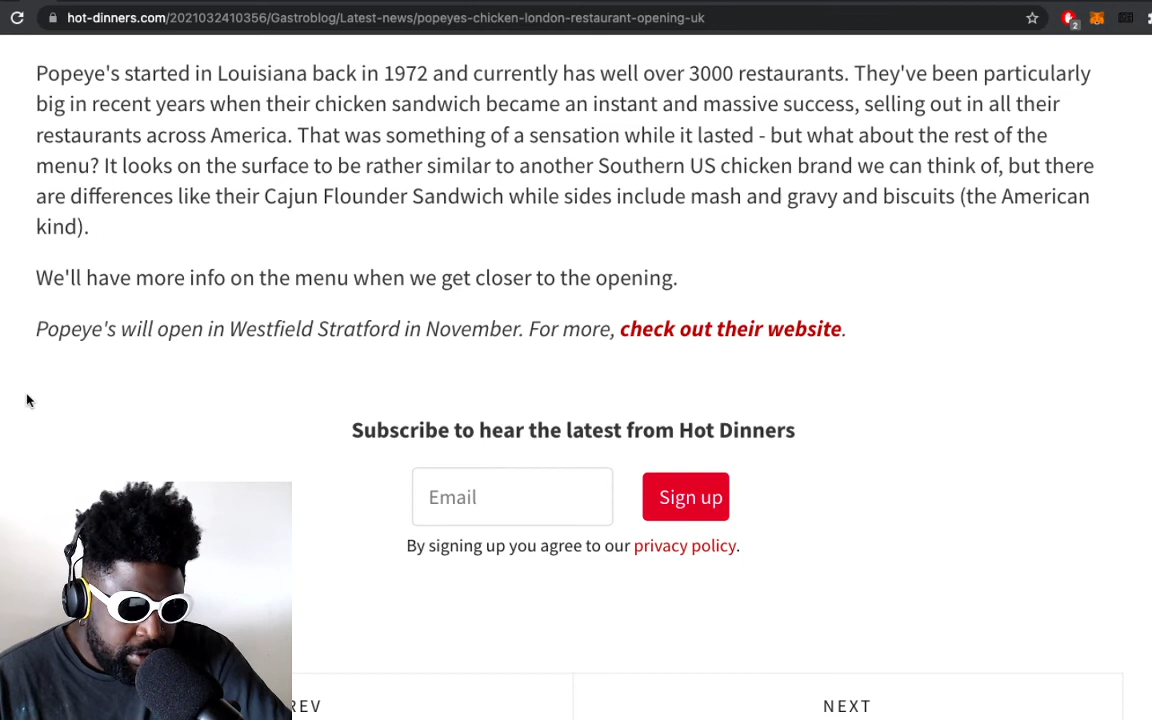 hot-dinners.com/2021032410356/Gastroblog/Latest-news/popeyes-chicken-london-restaurant-opening-uk
2
Popeye's started in Louisiana back in 1972 and currently has well over 3000 restaurants. They've been particularly
big in recent years when their chicken sandwich became an instant and massive success, selling out in all their
restaurants across America. That was something of a sensation while it lasted - but what about the rest of the
menu? It looks on the surface to be rather similar to another Southern US chicken brand we can think of, but there
are differences like their Cajun Flounder Sandwich while sides include mash and gravy and biscuits (the American
kind).
We'll have more info on the menu when we get closer to the opening.
Popeye's will open in Westfield Stratford in November. For more, check out their website.
Subscribe to hear the latest from Hot Dinners
Email
Sign up
By signing up you agree to our privacy policy.
REV
NEXT